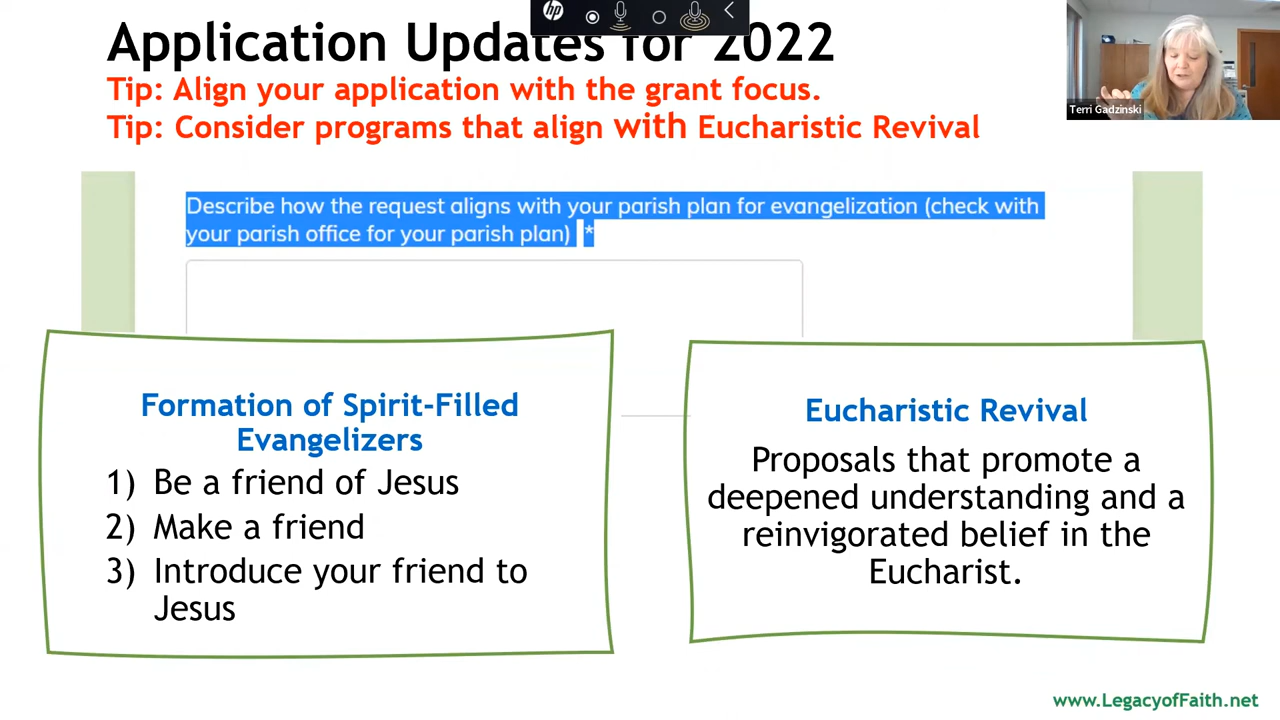 hp
Application Updates for 2022
Tip: Align your application with the grant focus.
Tip: Consider programs that align with Eucharistic Revival
Terri Gadzinski
Describe how the request aligns with your parish plan for evangelization (check with
your parish office for your parish plan) *
Formation of Spirit-Filled
Evangelizers
1) Be a friend of Jesus
2) Make a friend
3) Introduce your friend to
Jesus
Eucharistic Revival
Proposals that promote a
deepened understanding and a
reinvigorated belief in the
Eucharist.
www.LegacyofFaith.net